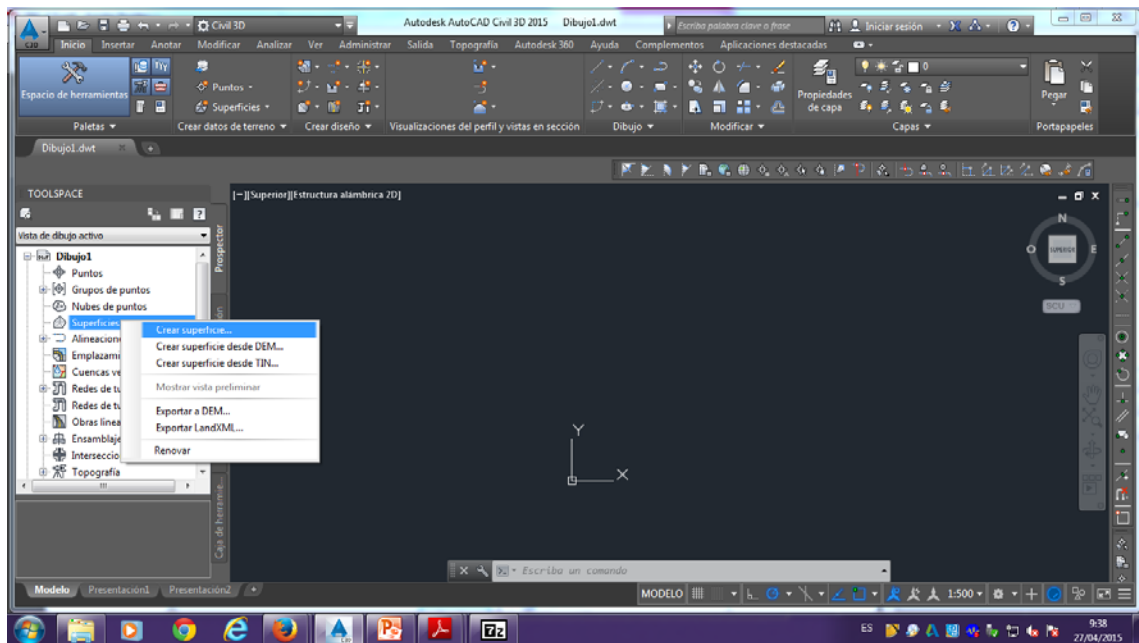 Civil 3D
Autodesk AutoCAD Civil 3D 2015 Dibujo1.dwt
Escriba palabra clave o frase
Iniciar sesión
C3D
Inicio Insertar Anotar Modificar Analizar Ver Administrar Salida Topografía Autodesk 360 Ayuda Complementos Aplicaciones destacadas
Espacio de herramientas
Puntos
Superficies
Propiedades de capa
0
Pegar
Paletas Crear datos de terreno Crear diseño Visualizaciones del perfil y vistas en sección Dibujo Modificar Capas Portapapeles
Dibujo1.dwt
TOOLSPACE
[−][Superior][Estructura alámbrica 2D]
Vista de dibujo activo
Prospector
Dibujo1
Puntos
Grupos de puntos
Nubes de puntos
Superficies
Alineacion
Emplazami
Cuencas ve
Redes de tu
Redes de tu
Obras linea
Ensamblaje
Interseccio
Topografía
Crear superficie...
Crear superficie desde DEM...
Crear superficie desde TIN...
Mostrar vista preliminar
Exportar a DEM...
Exportar LandXML...
Renovar
Caja de herramie...
N
O SUPERIOR E
S
SCU
Y
X
Escriba un comando
Modelo Presentación1 Presentación2
MODELO
1:500
ES
9:38
27/04/2015